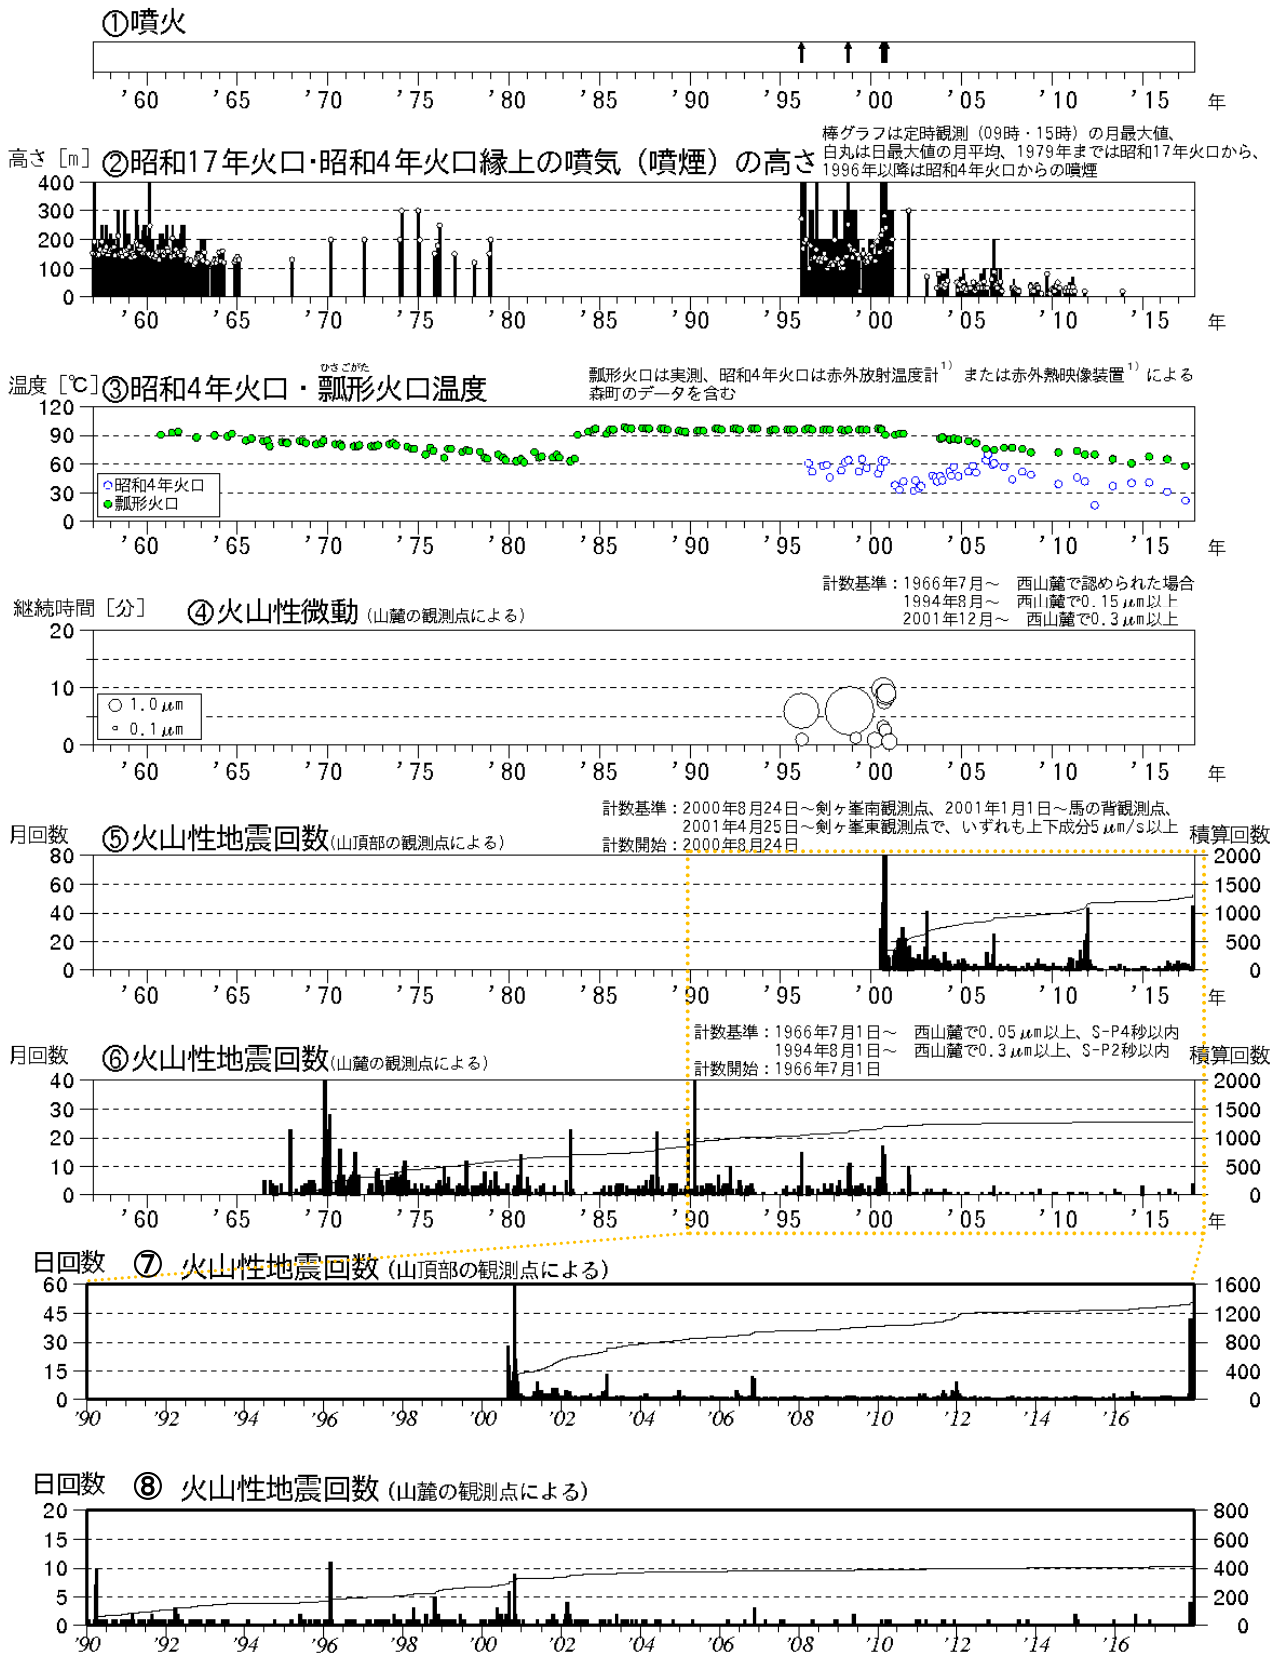 ①噴火
'60 '65 '70 '75 '80 '85 '90 '95 '00 '05 '10 '15 年
棒グラフは定時観測（09時・15時）の月最大値、
高さ［m］ ②昭和17年火口・昭和4年火口縁上の噴気（噴煙）の高さ
白丸は日最大値の月平均、1979年までは昭和17年火口から、
1996年以降は昭和4年火口からの噴煙
400
300
200
100
0
'60 '65 '70 '75 '80 '85 '90 '95 '00 '05 '10 '15 年
ひさごがた
温度［℃］ ③昭和4年火口・瓢形火口温度
瓢形火口は実測、昭和4年火口は赤外放射温度計1）または赤外熱映像装置1）による
森町のデータを含む
120
90
60
30
0
昭和4年火口
瓢形火口
'60 '65 '70 '75 '80 '85 '90 '95 '00 '05 '10 '15 年
計数基準：1966年7月～ 西山麓で認められた場合
1994年8月～ 西山麓で0.15μm以上
2001年12月～ 西山麓で0.3μm以上
継続時間［分］ ④火山性微動（山麓の観測点による）
20
10
0
1.0μm
0.1μm
'60 '65 '70 '75 '80 '85 '90 '95 '00 '05 '10 '15 年
計数基準：2000年8月24日～剣ヶ峯南観測点、2001年1月1日～馬の背観測点、
2001年4月25日～剣ヶ峯東観測点で、いずれも上下成分5μm/s以上
計数開始：2000年8月24日
月回数 ⑤火山性地震回数（山頂部の観測点による） 積算回数
80 2000
60 1500
40 1000
20 500
0 0
'60 '65 '70 '75 '80 '85 '90 '95 '00 '05 '10 '15 年
計数基準：1966年7月1日～ 西山麓で0.05μm以上、S-P4秒以内
1994年8月1日～ 西山麓で0.3μm以上、S-P2秒以内
計数開始：1966年7月1日
月回数 ⑥火山性地震回数（山麓の観測点による） 積算回数
40 2000
30 1500
20 1000
10 500
0 0
'60 '65 '70 '75 '80 '85 '90 '95 '00 '05 '10 '15 年
日回数 ⑦ 火山性地震回数（山頂部の観測点による）
60 1600
45 1200
30 800
15 400
0 0
'90 '92 '94 '96 '98 '00 '02 '04 '06 '08 '10 '12 '14 '16
日回数 ⑧ 火山性地震回数（山麓の観測点による）
20 800
15 600
10 400
5 200
0 0
'90 '92 '94 '96 '98 '00 '02 '04 '06 '08 '10 '12 '14 '16